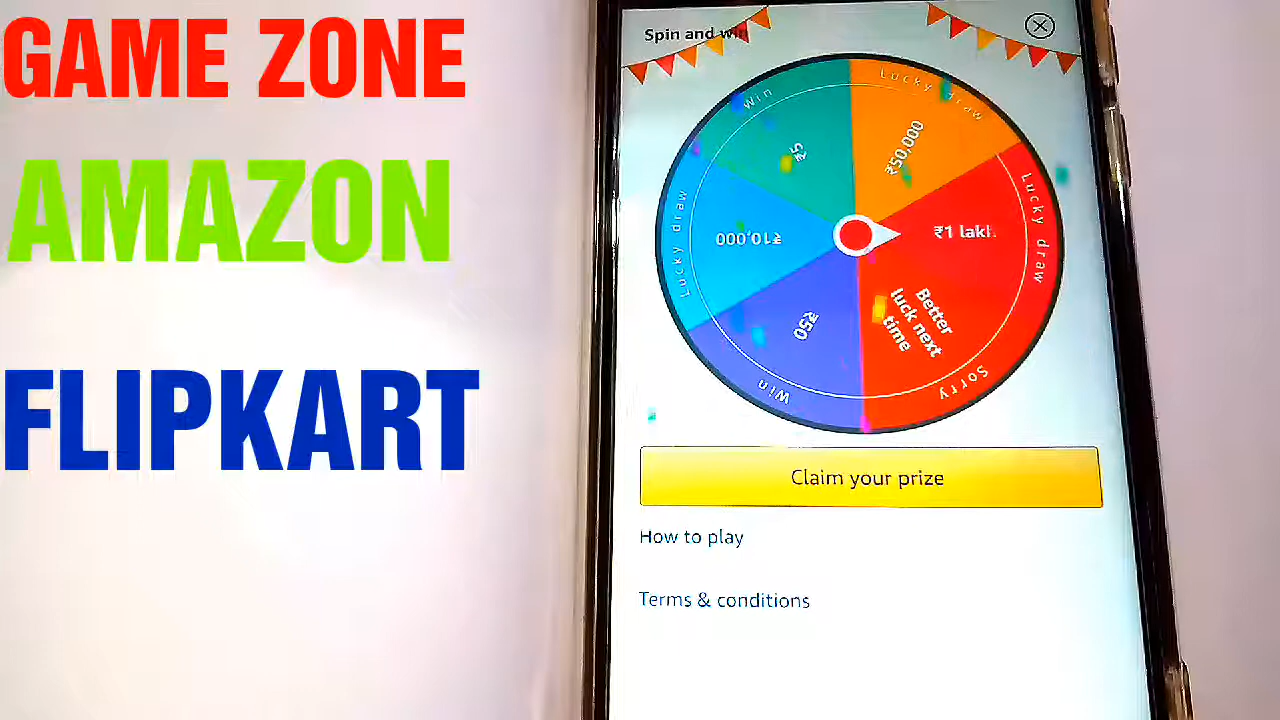 GAME ZONE
AMAZON
FLIPKART
Spin and win
Lucky draw
₹50,000
Lucky draw
₹1 lakh
Sorry
Better
luck next
time
Win
₹50
Lucky draw
₹10,000
Win
₹5
Claim your prize
How to play
Terms & conditions